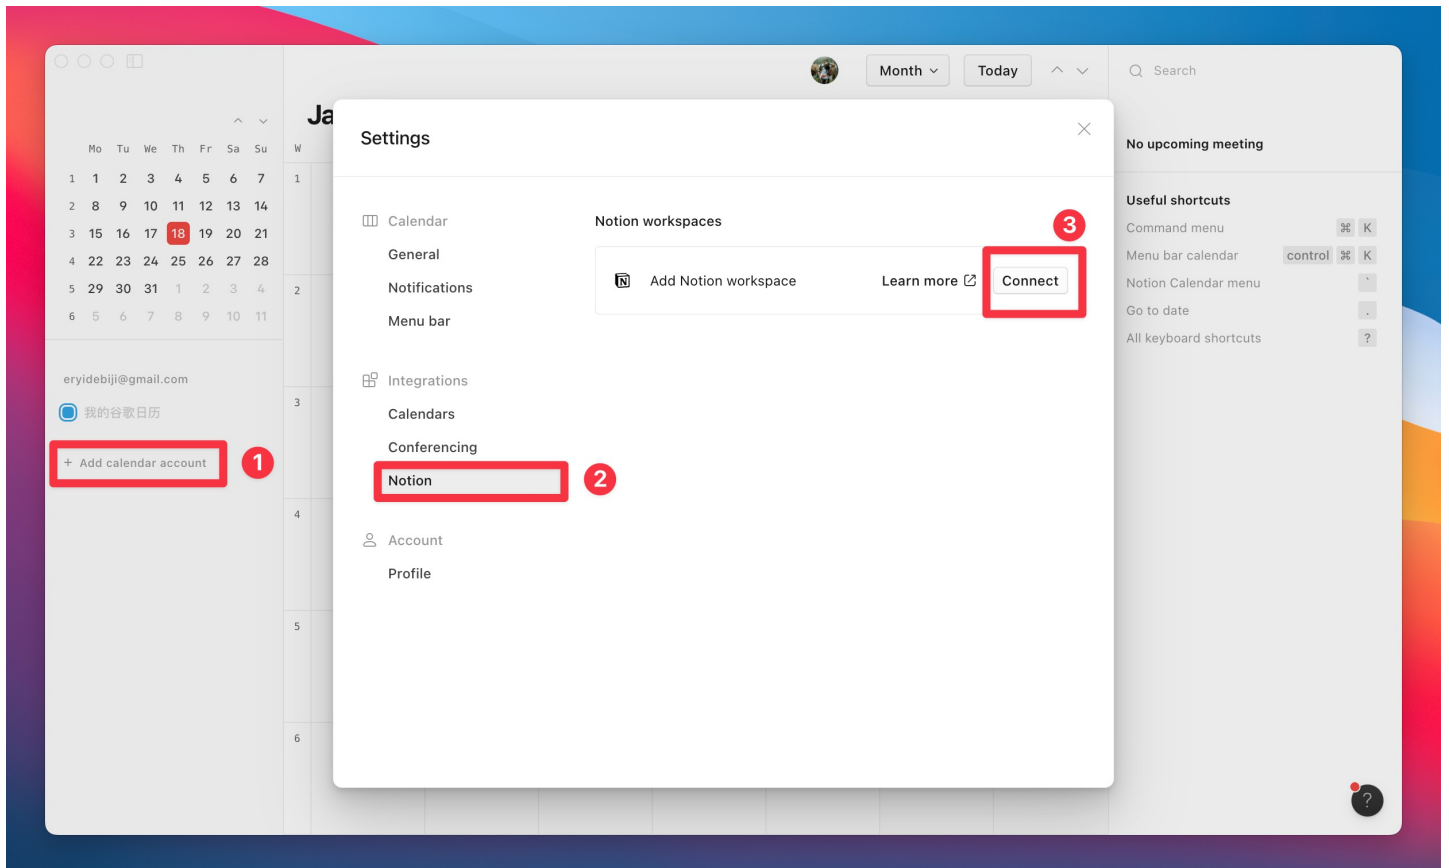 Month
Today
Search
Ja
Mo Tu We Th Fr Sa Su
1 1 2 3 4 5 6 7
2 8 9 10 11 12 13 14
3 15 16 17 18 19 20 21
4 22 23 24 25 26 27 28
5 29 30 31 1 2 3 4
6 5 6 7 8 9 10 11
eryidebiji@gmail.com
我的谷歌日历
+ Add calendar account
1
W
1
2
3
4
5
6
Settings
Calendar
General
Notifications
Menu bar
Integrations
Calendars
Conferencing
Notion
2
Account
Profile
Notion workspaces
3
Add Notion workspace Learn more Connect
No upcoming meeting
Useful shortcuts
Command menu ⌘ K
Menu bar calendar control ⌘ K
Notion Calendar menu `
Go to date .
All keyboard shortcuts ?
?